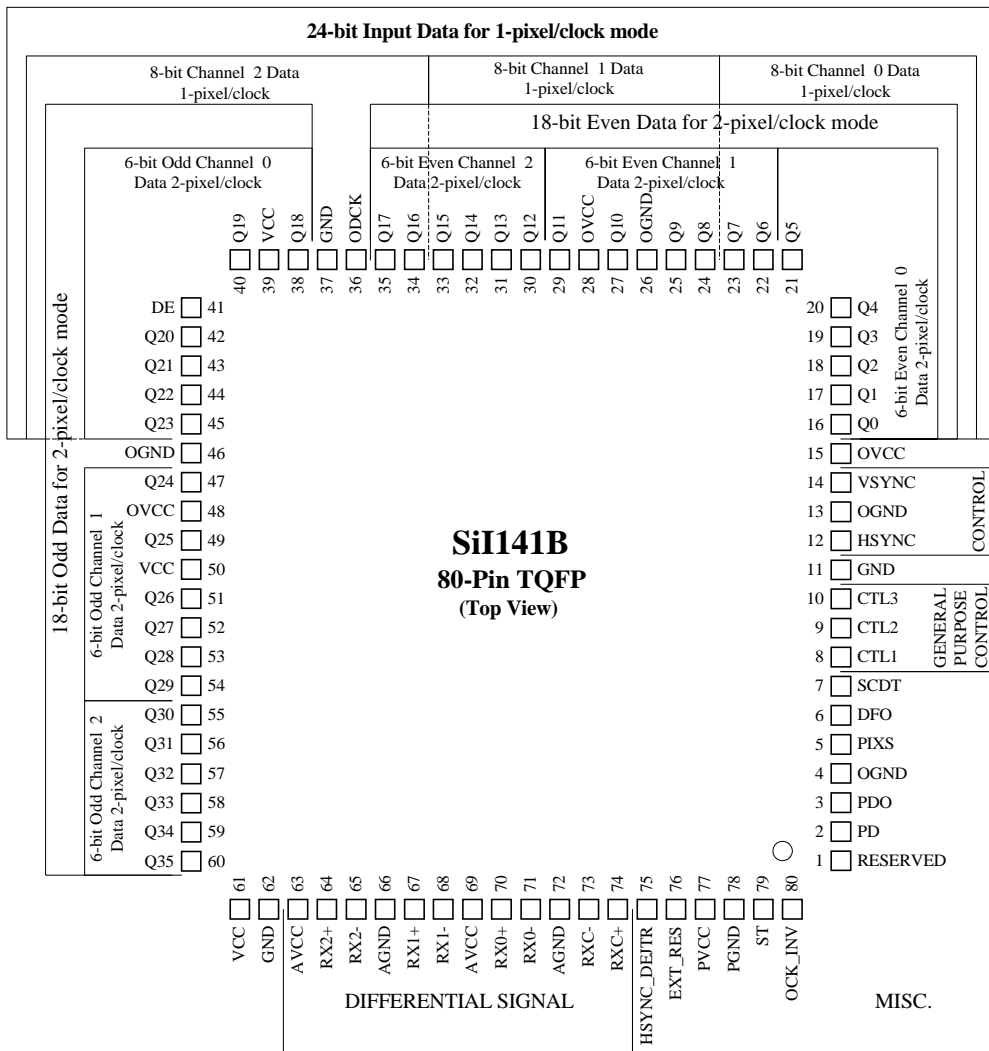 24-bit Input Data for 1-pixel/clock mode
8-bit Channel 2 Data
1-pixel/clock
8-bit Channel 1 Data
1-pixel/clock
8-bit Channel 0 Data
1-pixel/clock
18-bit Even Data for 2-pixel/clock mode
6-bit Odd Channel 0
Data 2-pixel/clock
6-bit Even Channel 2
Data 2-pixel/clock
6-bit Even Channel 1
Data 2-pixel/clock
Q19
VCC
Q18
GND
ODCK
Q17
Q16
Q15
Q14
Q13
Q12
Q11
OVCC
Q10
OGND
Q9
Q8
Q7
Q6
Q5
40
39
38
37
36
35
34
33
32
31
30
29
28
27
26
25
24
23
22
21
18-bit Odd Data for 2-pixel/clock mode
DE 41
Q20 42
Q21 43
Q22 44
Q23 45
OGND 46
Q24 47
OVCC 48
Q25 49
VCC 50
Q26 51
Q27 52
Q28 53
Q29 54
Q30 55
Q31 56
Q32 57
Q33 58
Q34 59
Q35 60
6-bit Odd Channel 1
Data 2-pixel/clock
6-bit Odd Channel 2
Data 2-pixel/clock
SiI141B
80-Pin TQFP
(Top View)
20 Q4
19 Q3
18 Q2
17 Q1
16 Q0
15 OVCC
14 VSYNC
13 OGND
12 HSYNC
11 GND
10 CTL3
9 CTL2
8 CTL1
7 SCDT
6 DFO
5 PIXS
4 OGND
3 PDO
2 PD
1 RESERVED
6-bit Even Channel 0
Data 2-pixel/clock
CONTROL
GENERAL
PURPOSE
CONTROL
61
62
63
64
65
66
67
68
69
70
71
72
73
74
75
76
77
78
79
80
VCC
GND
AVCC
RX2+
RX2-
AGND
RX1+
RX1-
AVCC
RX0+
RX0-
AGND
RXC-
RXC+
HSYNC_DEJTR
EXT_RES
PVCC
PGND
ST
OCK_INV
DIFFERENTIAL SIGNAL
MISC.